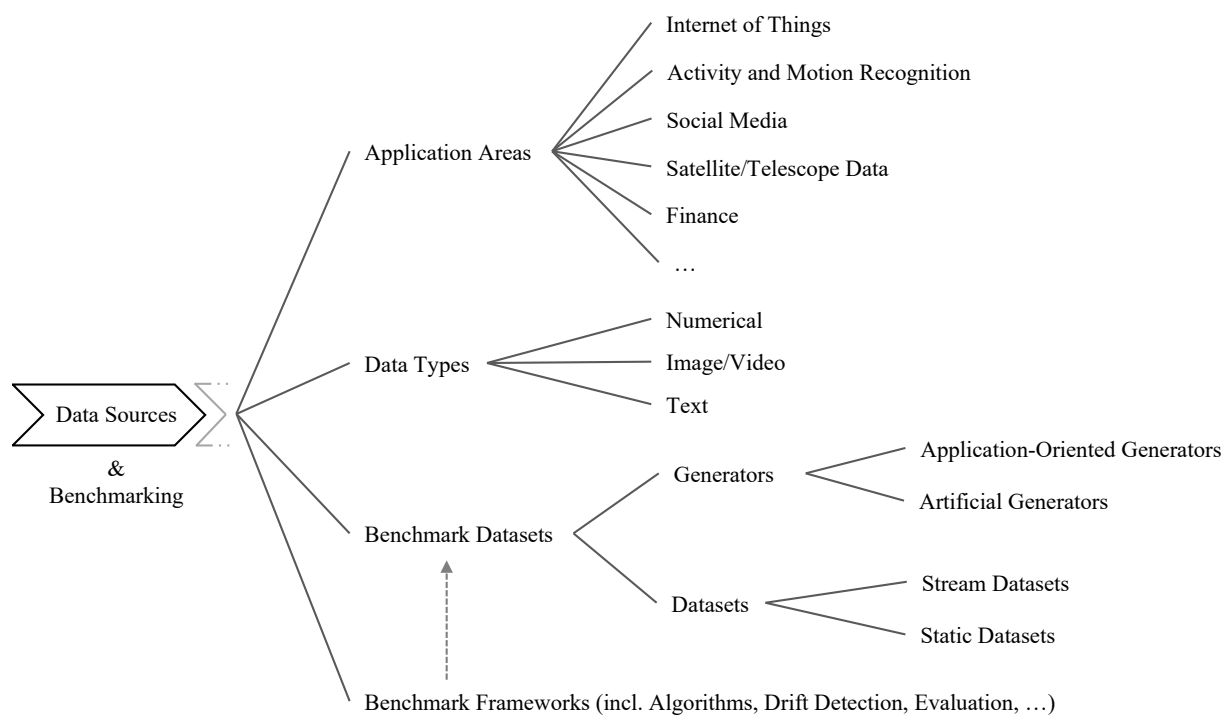 Internet of Things
Activity and Motion Recognition
Social Media
Application Areas
Satellite/Telescope Data
Finance
…
Numerical
Data Types
Image/Video
Text
Data Sources
&
Benchmarking
Application-Oriented Generators
Generators
Artificial Generators
Benchmark Datasets
Stream Datasets
Datasets
Static Datasets
Benchmark Frameworks (incl. Algorithms, Drift Detection, Evaluation, …)